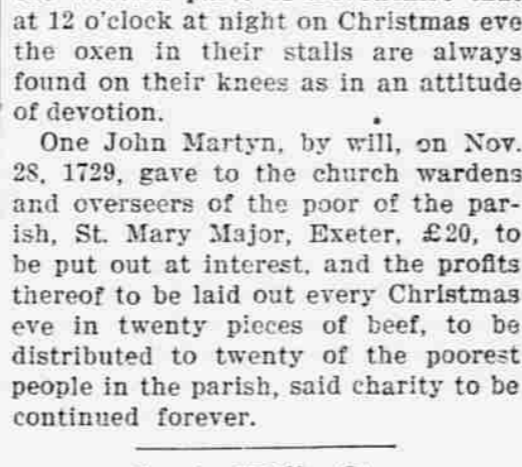 at 12 o'clock at night on Christmas eve
the oxen in their stalls are always
found on their knees as in an attitude
of devotion.
One John Martyn, by will, on Nov.
28, 1729, gave to the church wardens
and overseers of the poor of the par-
ish, St. Mary Major, Exeter, £20, to
be put out at interest, and the profits
thereof to be laid out every Christmas
eve in twenty pieces of beef, to be
distributed to twenty of the poorest
people in the parish, said charity to be
continued forever.